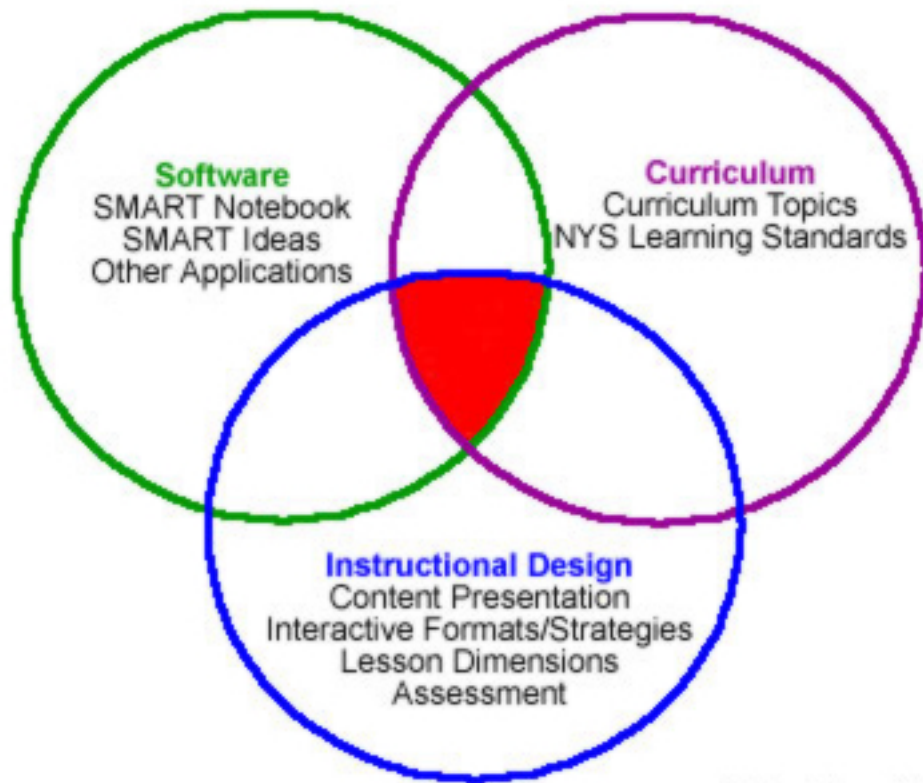 Software
SMART Notebook
SMART Ideas
Other Applications
Curriculum
Curriculum Topics
NYS Learning Standards
Instructional Design
Content Presentation
Interactive Formats/Strategies
Lesson Dimensions
Assessment